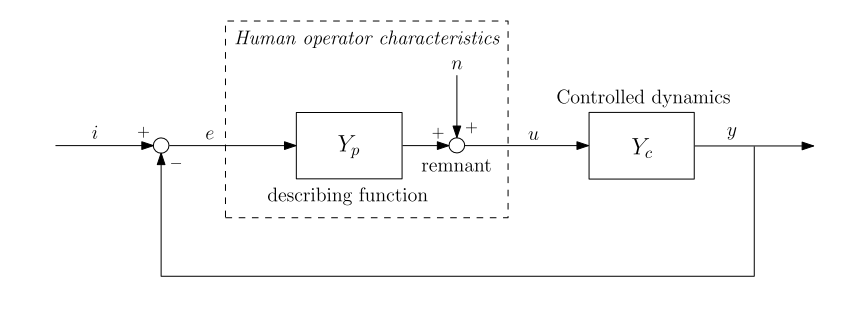 Human operator characteristics
n
Controlled dynamics
i
+
e
Y_p
+
+
u
Y_c
y
−
remnant
describing function